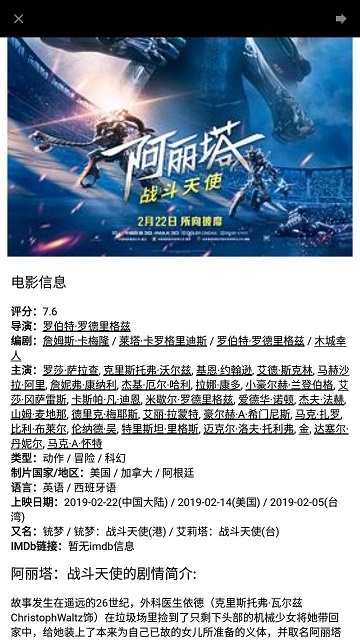 阿丽塔
战斗天使
2月22日 所向披靡
电影信息
评分：7.6
导演：罗伯特·罗德里格兹
编剧：詹姆斯·卡梅隆 / 莱塔·卡罗格里迪斯 / 罗伯特·罗德里格兹 / 木城幸
人
主演：罗莎·萨拉查, 克里斯托弗·沃尔兹, 基恩·约翰逊, 艾德·斯克林, 马赫沙
拉·阿里, 詹妮弗·康纳利, 杰基·厄尔·哈利, 拉娜·康多, 小豪尔赫·兰登伯格, 艾
莎·冈萨雷斯, 卡斯帕·凡·迪恩, 米歇尔·罗德里格兹, 爱德华·诺顿, 杰夫·法赫,
山姆·麦地那, 德里克·梅耶斯, 艾丽·拉蒙特, 豪尔赫·A·希门尼斯, 马克·扎罗,
比利·布莱尔, 伦纳德·吴, 特里斯坦·里格斯, 迈克尔·洛夫·托利弗, 金, 达塞尔·
丹妮尔, 马克·A·怀特
类型：动作 / 冒险 / 科幻
制片国家/地区：美国 / 加拿大 / 阿根廷
语言：英语 / 西班牙语
上映日期：2019-02-22(中国大陆) / 2019-02-14(美国) / 2019-02-05(台
湾)
又名：铳梦 / 铳梦：战斗天使(港) / 艾莉塔：战斗天使(台)
IMDb链接：暂无imdb信息
阿丽塔：战斗天使的剧情简介:
故事发生在遥远的26世纪，外科医生依德（克里斯托弗·瓦尔兹
ChristophWaltz饰）在垃圾场里捡到了只剩下头部的机械少女将她带回
家中，给她装上了本来为自己已故的女儿所准备的义体，并取名阿丽塔